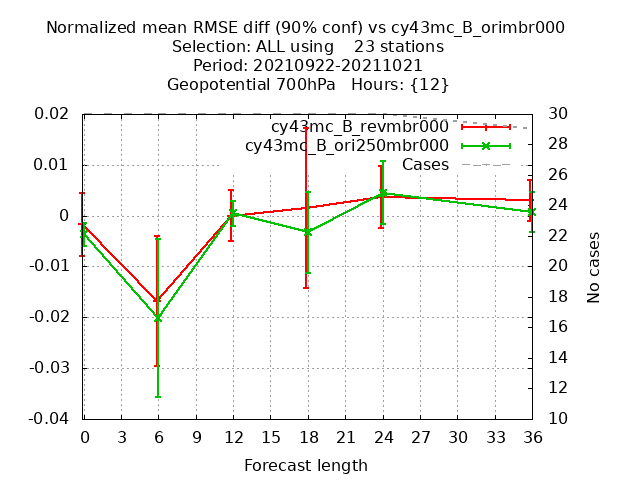 Normalized mean RMSE diff (90% conf) vs cy43mc_B_orimbr000
Selection: ALL using    23 stations
Period: 20210922-20211021
Geopotential 700hPa   Hours: {12}
cy43mc_B_revmbr000
cy43mc_B_ori250mbr000
Cases
0.02
0.01
0
-0.01
-0.02
-0.03
-0.04
30
28
26
24
22
20
18
16
14
12
10
No cases
0 3 6 9 12 15 18 21 24 27 30 33 36
Forecast length